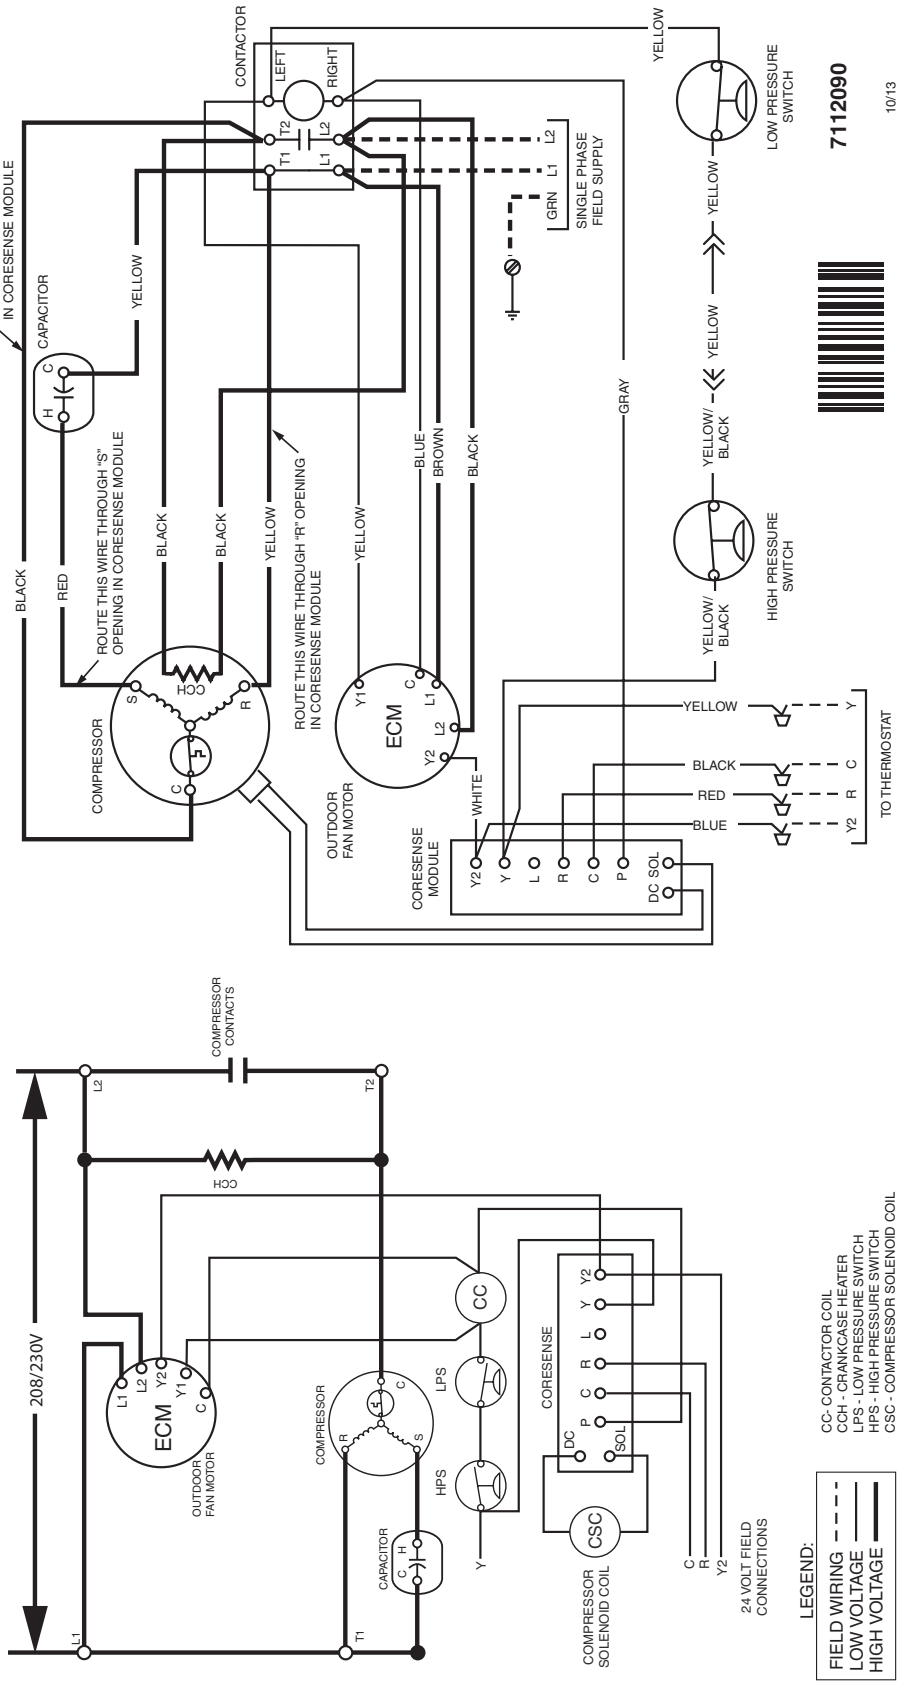 IN CORESENSE MODULE
CAPACITOR
C
H
YELLOW
ROUTE THIS WIRE THROUGH "S"
OPENING IN CORESENSE MODULE
BLACK
RED
BLACK
BLACK
YELLOW
ROUTE THIS WIRE THROUGH "R" OPENING
IN CORESENSE MODULE
COMPRESSOR
S
CCH
R
C
CONTACTOR
LEFT
RIGHT
T2
L2
T1
L1
YELLOW
L2
L1
GRN
SINGLE PHASE
FIELD SUPPLY
YELLOW
BLUE
BROWN
BLACK
GRAY
LOW PRESSURE
SWITCH
YELLOW
YELLOW
YELLOW/
BLACK
HIGH PRESSURE
SWITCH
YELLOW/
BLACK
7112090
10/13
OUTDOOR
FAN MOTOR
ECM
Y1
C
L1
L2
Y2
WHITE
CORESENSE
MODULE
Y2
Y
L
R
C
P
DC
SOL
YELLOW
BLACK
RED
BLUE
Y
C
R
Y2
TO THERMOSTAT
208/230V
L1
L2
COMPRESSOR
CONTACTS
T2
CCH
L1
L2
Y2
Y1
C
ECM
OUTDOOR
FAN MOTOR
COMPRESSOR
R
C
S
T1
CAPACITOR
C
H
CC
LPS
HPS
Y
CORESENSE
Y2
Y
L
R
C
P
DC
SOL
CSC
COMPRESSOR
SOLENOID COIL
C
R
Y2
24 VOLT FIELD
CONNECTIONS
LEGEND:
FIELD WIRING
LOW VOLTAGE
HIGH VOLTAGE
CC- CONTACTOR COIL
CCH - CRANKCASE HEATER
LPS - LOW PRESSURE SWITCH
HPS - HIGH PRESSURE SWITCH
CSC - COMPRESSOR SOLENOID COIL